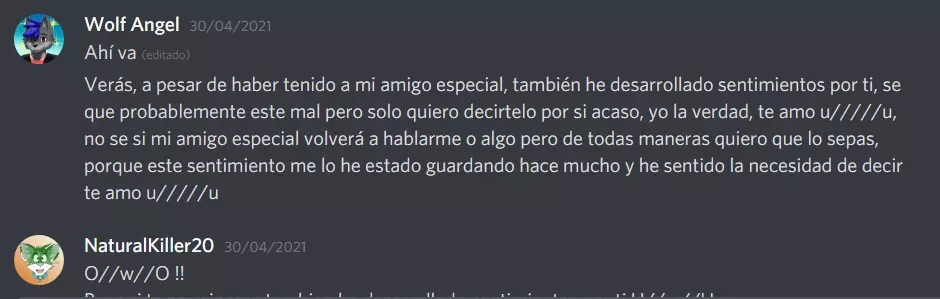 Wolf Angel 30/04/2021
Ahí va (editado)
Verás, a pesar de haber tenido a mi amigo especial, también he desarrollado sentimientos por ti, se
que probablemente este mal pero solo quiero decirtelo por si acaso, yo la verdad, te amo u/////u,
no se si mi amigo especial volverá a hablarme o algo pero de todas maneras quiero que lo sepas,
porque este sentimiento me lo he estado guardando hace mucho y he sentido la necesidad de decir
te amo u/////u
NaturalKiller20 30/04/2021
O//w//O !!